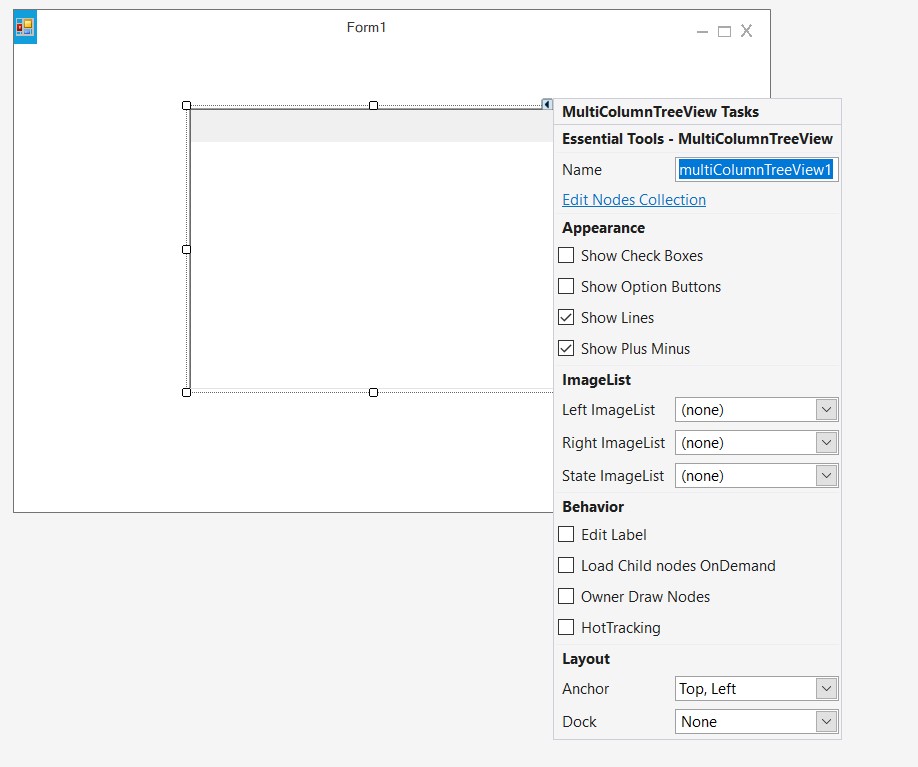 Form1
MultiColumnTreeView Tasks
Essential Tools - MultiColumnTreeView
Name multiColumnTreeView1
Edit Nodes Collection
Appearance
Show Check Boxes
Show Option Buttons
Show Lines
Show Plus Minus
ImageList
Left ImageList (none)
Right ImageList (none)
State ImageList (none)
Behavior
Edit Label
Load Child nodes OnDemand
Owner Draw Nodes
HotTracking
Layout
Anchor Top, Left
Dock None